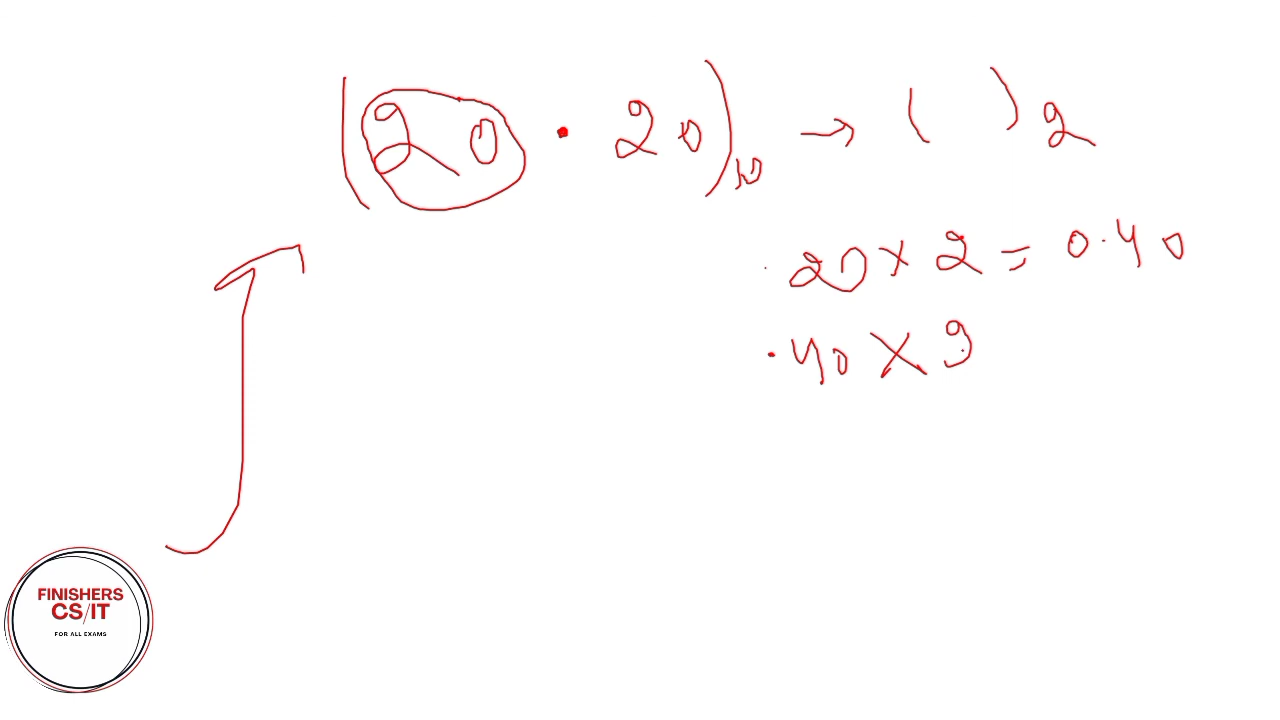 (20 . 20)10 → ( )2
.20 x 2 = 0.40
.40 x 2
FINISHERS
CS/IT
FOR ALL EXAMS